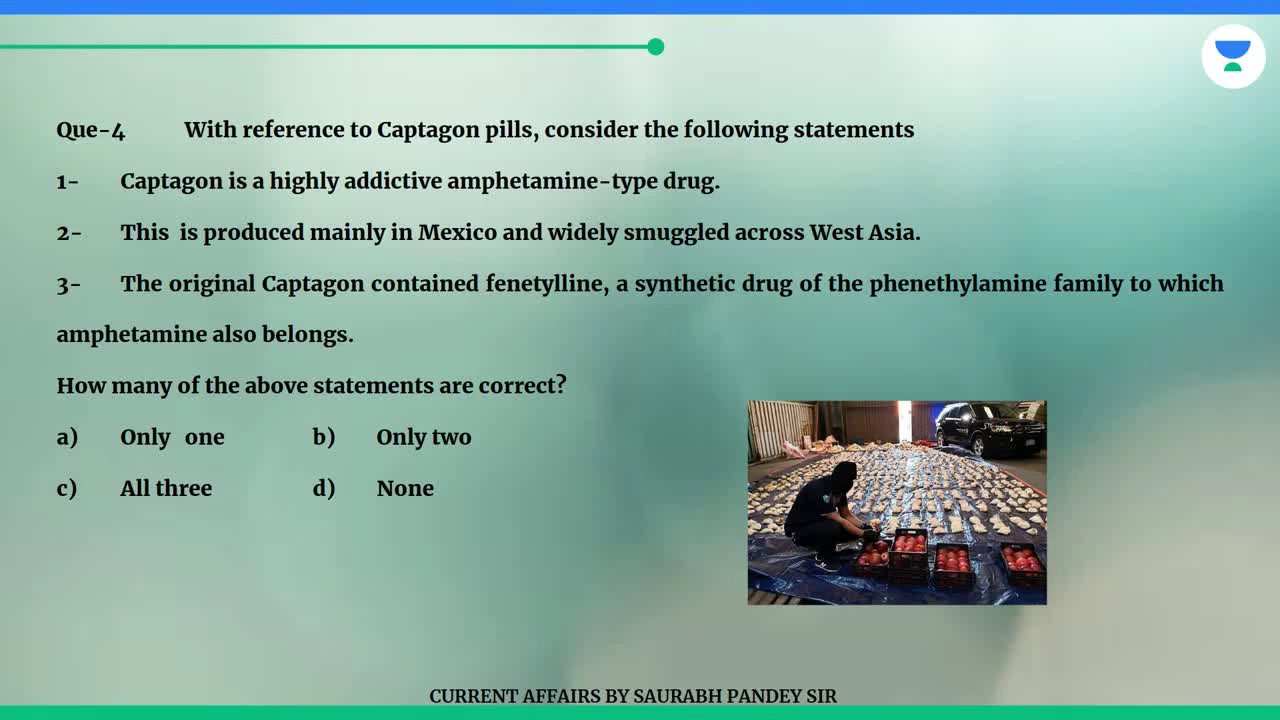 Que-4 With reference to Captagon pills, consider the following statements
1- Captagon is a highly addictive amphetamine-type drug.
2- This is produced mainly in Mexico and widely smuggled across West Asia.
3- The original Captagon contained fenetylline, a synthetic drug of the phenethylamine family to which
amphetamine also belongs.
How many of the above statements are correct?
a) Only one b) Only two
c) All three d) None
CURRENT AFFAIRS BY SAURABH PANDEY SIR